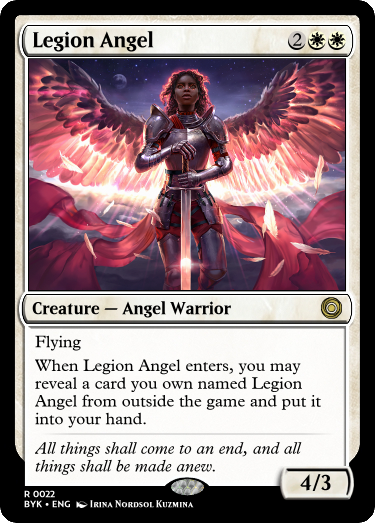 Legion Angel 2
Creature — Angel Warrior
Flying
When Legion Angel enters, you may
reveal a card you own named Legion
Angel from outside the game and put it
into your hand.
All things shall come to an end, and all
things shall be made anew.
4/3
R 0022
BYK • ENG Irina Nordsol Kuzmina